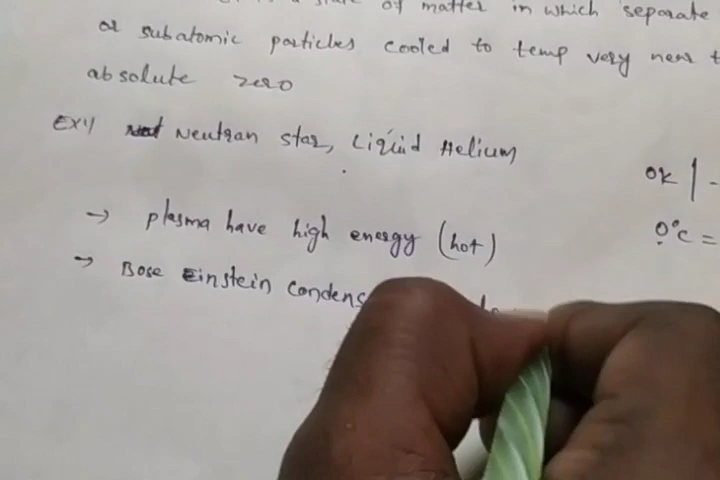 of matter in which separate
or subatomic particles cooled to temp very near
absolute zero
Ex:) Neutran star, Liquid Helium
0K |
0°C =
→ plasma have high energy (hot)
→ Bose Einstein Condens